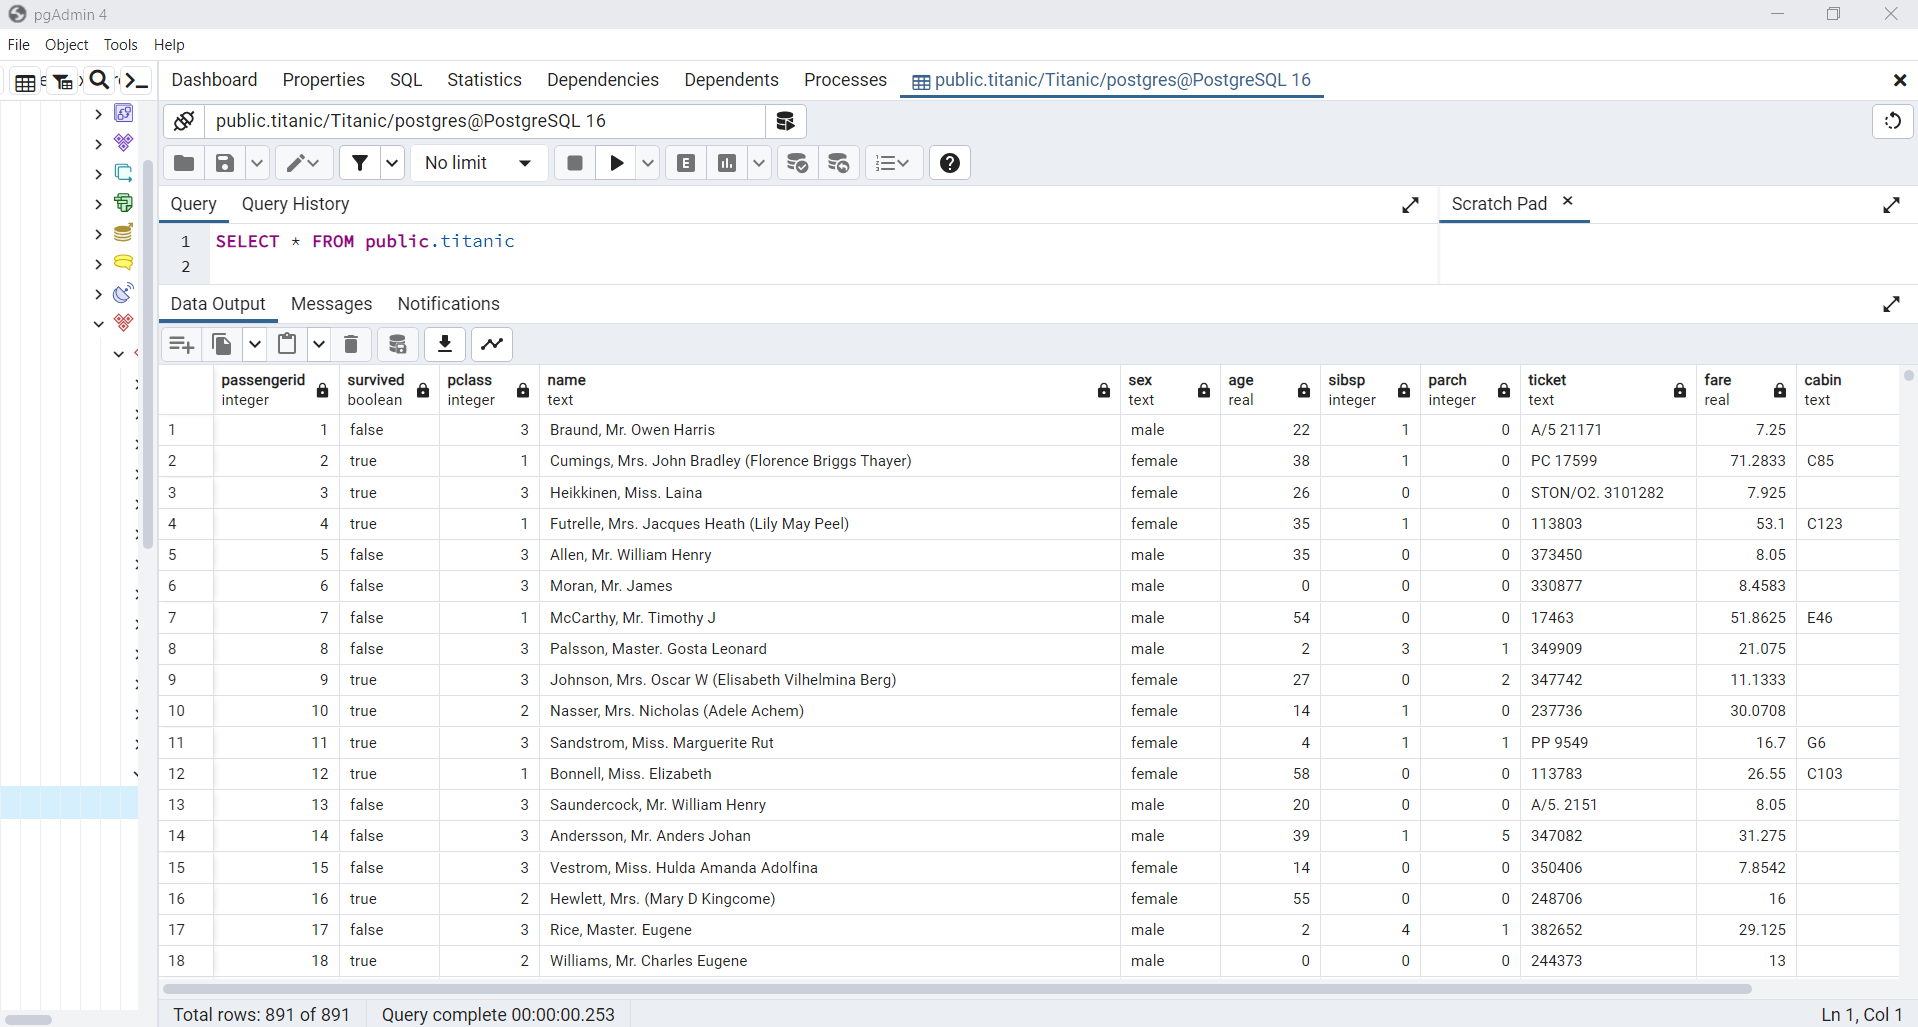 pgAdmin 4
File Object Tools Help
Dashboard Properties SQL Statistics Dependencies Dependents Processes public.titanic/Titanic/postgres@PostgreSQL 16
public.titanic/Titanic/postgres@PostgreSQL 16
No limit
Query Query History Scratch Pad
1 SELECT * FROM public.titanic
2
Data Output Messages Notifications
passengerid survived pclass name sex age sibsp parch ticket fare cabin
integer boolean integer text text real integer integer text real text
1 1 false 3 Braund, Mr. Owen Harris male 22 1 0 A/5 21171 7.25
2 2 true 1 Cumings, Mrs. John Bradley (Florence Briggs Thayer) female 38 1 0 PC 17599 71.2833 C85
3 3 true 3 Heikkinen, Miss. Laina female 26 0 0 STON/O2. 3101282 7.925
4 4 true 1 Futrelle, Mrs. Jacques Heath (Lily May Peel) female 35 1 0 113803 53.1 C123
5 5 false 3 Allen, Mr. William Henry male 35 0 0 373450 8.05
6 6 false 3 Moran, Mr. James male 0 0 0 330877 8.4583
7 7 false 1 McCarthy, Mr. Timothy J male 54 0 0 17463 51.8625 E46
8 8 false 3 Palsson, Master. Gosta Leonard male 2 3 1 349909 21.075
9 9 true 3 Johnson, Mrs. Oscar W (Elisabeth Vilhelmina Berg) female 27 0 2 347742 11.1333
10 10 true 2 Nasser, Mrs. Nicholas (Adele Achem) female 14 1 0 237736 30.0708
11 11 true 3 Sandstrom, Miss. Marguerite Rut female 4 1 1 PP 9549 16.7 G6
12 12 true 1 Bonnell, Miss. Elizabeth female 58 0 0 113783 26.55 C103
13 13 false 3 Saundercock, Mr. William Henry male 20 0 0 A/5. 2151 8.05
14 14 false 3 Andersson, Mr. Anders Johan male 39 1 5 347082 31.275
15 15 false 3 Vestrom, Miss. Hulda Amanda Adolfina female 14 0 0 350406 7.8542
16 16 true 2 Hewlett, Mrs. (Mary D Kingcome) female 55 0 0 248706 16
17 17 false 3 Rice, Master. Eugene male 2 4 1 382652 29.125
18 18 true 2 Williams, Mr. Charles Eugene male 0 0 0 244373 13
Total rows: 891 of 891 Query complete 00:00:00.253 Ln 1, Col 1